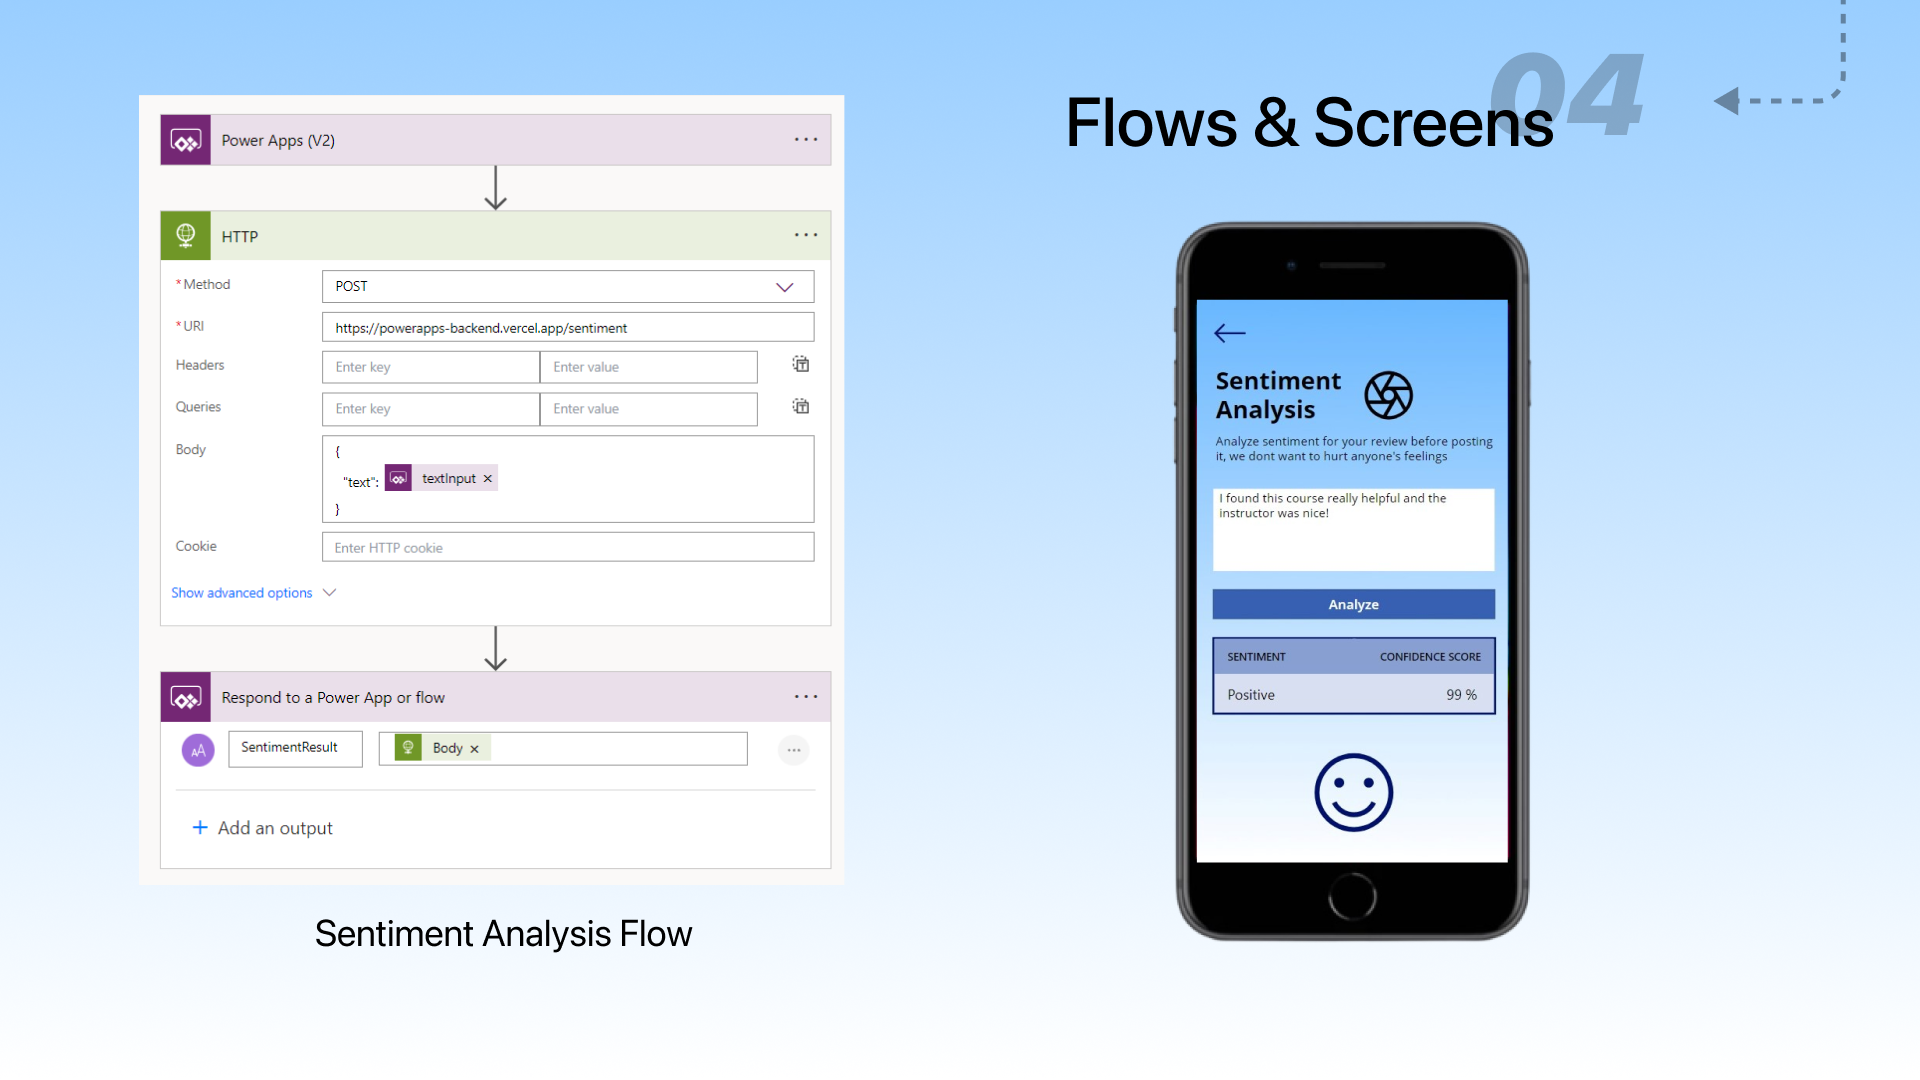 04
Flows & Screens
Power Apps (V2)
HTTP
* Method
POST
* URI
https://powerapps-backend.vercel.app/sentiment
Headers
Enter key
Enter value
Queries
Enter key
Enter value
Body
{
"text": textInput ×
}
Cookie
Enter HTTP cookie
Show advanced options
Respond to a Power App or flow
AA
SentimentResult
Body ×
+ Add an output
Sentiment Analysis Flow
Sentiment
Analysis
Analyze sentiment for your review before posting
it, we dont want to hurt anyone's feelings
I found this course really helpful and the
instructor was nice!
Analyze
SENTIMENT CONFIDENCE SCORE
Positive 99 %